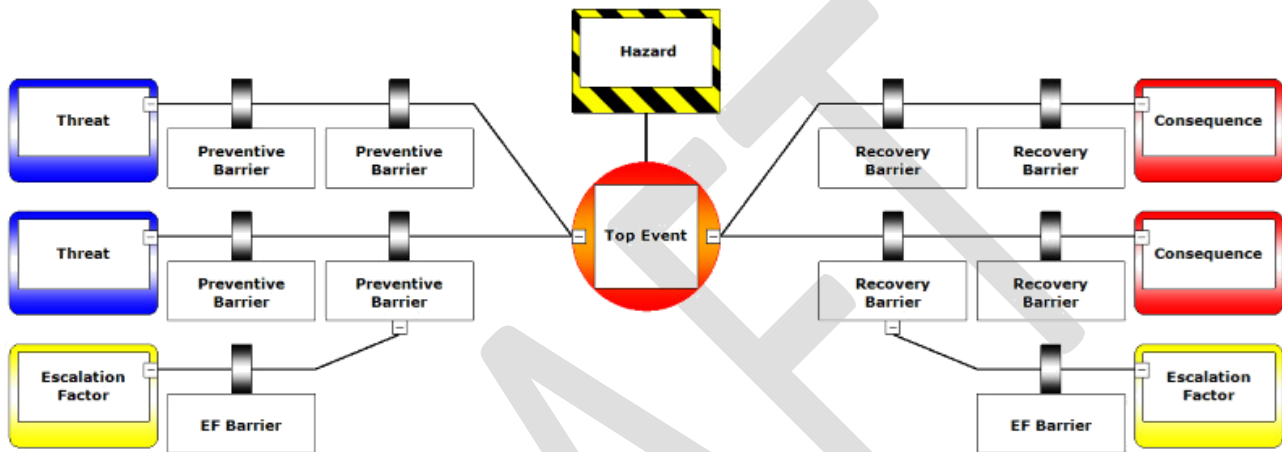 Hazard
Threat
Preventive
Barrier
Preventive
Barrier
Recovery
Barrier
Recovery
Barrier
Consequence
Top Event
Threat
Preventive
Barrier
Preventive
Barrier
Recovery
Barrier
Recovery
Barrier
Consequence
Escalation
Factor
EF Barrier
EF Barrier
Escalation
Factor